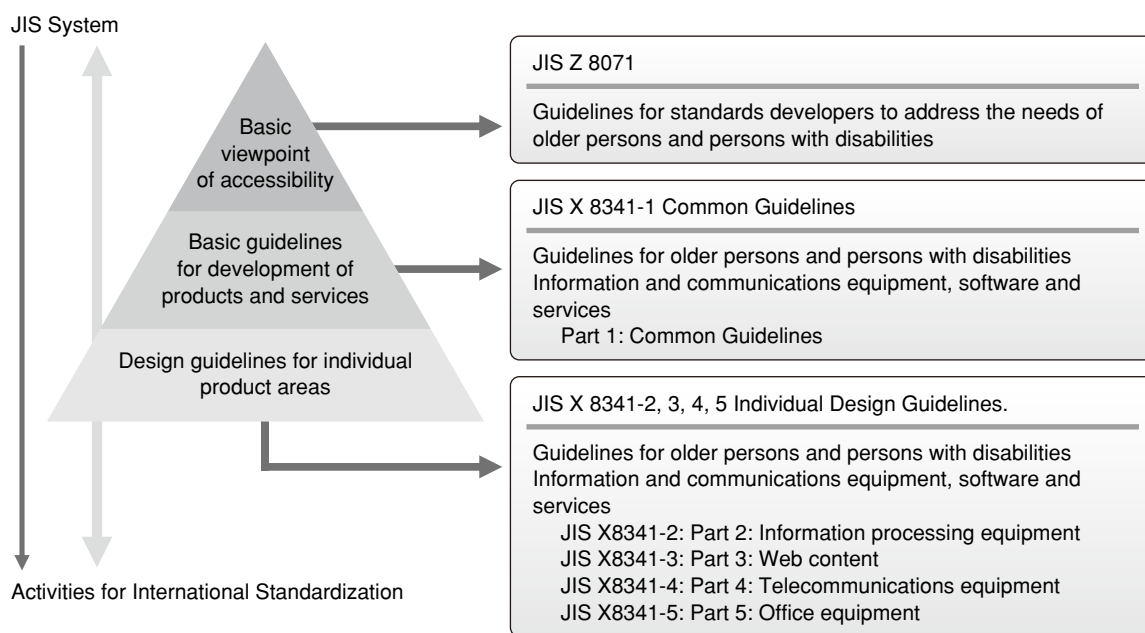 JIS System
Basic
viewpoint
of accessibility
Basic guidelines
for development of
products and services
Design guidelines for individual
product areas
Activities for International Standardization
JIS Z 8071
Guidelines for standards developers to address the needs of
older persons and persons with disabilities
JIS X 8341-1 Common Guidelines
Guidelines for older persons and persons with disabilities
Information and communications equipment, software and
services
Part 1: Common Guidelines
JIS X 8341-2, 3, 4, 5 Individual Design Guidelines.
Guidelines for older persons and persons with disabilities
Information and communications equipment, software and
services
JIS X8341-2: Part 2: Information processing equipment
JIS X8341-3: Part 3: Web content
JIS X8341-4: Part 4: Telecommunications equipment
JIS X8341-5: Part 5: Office equipment